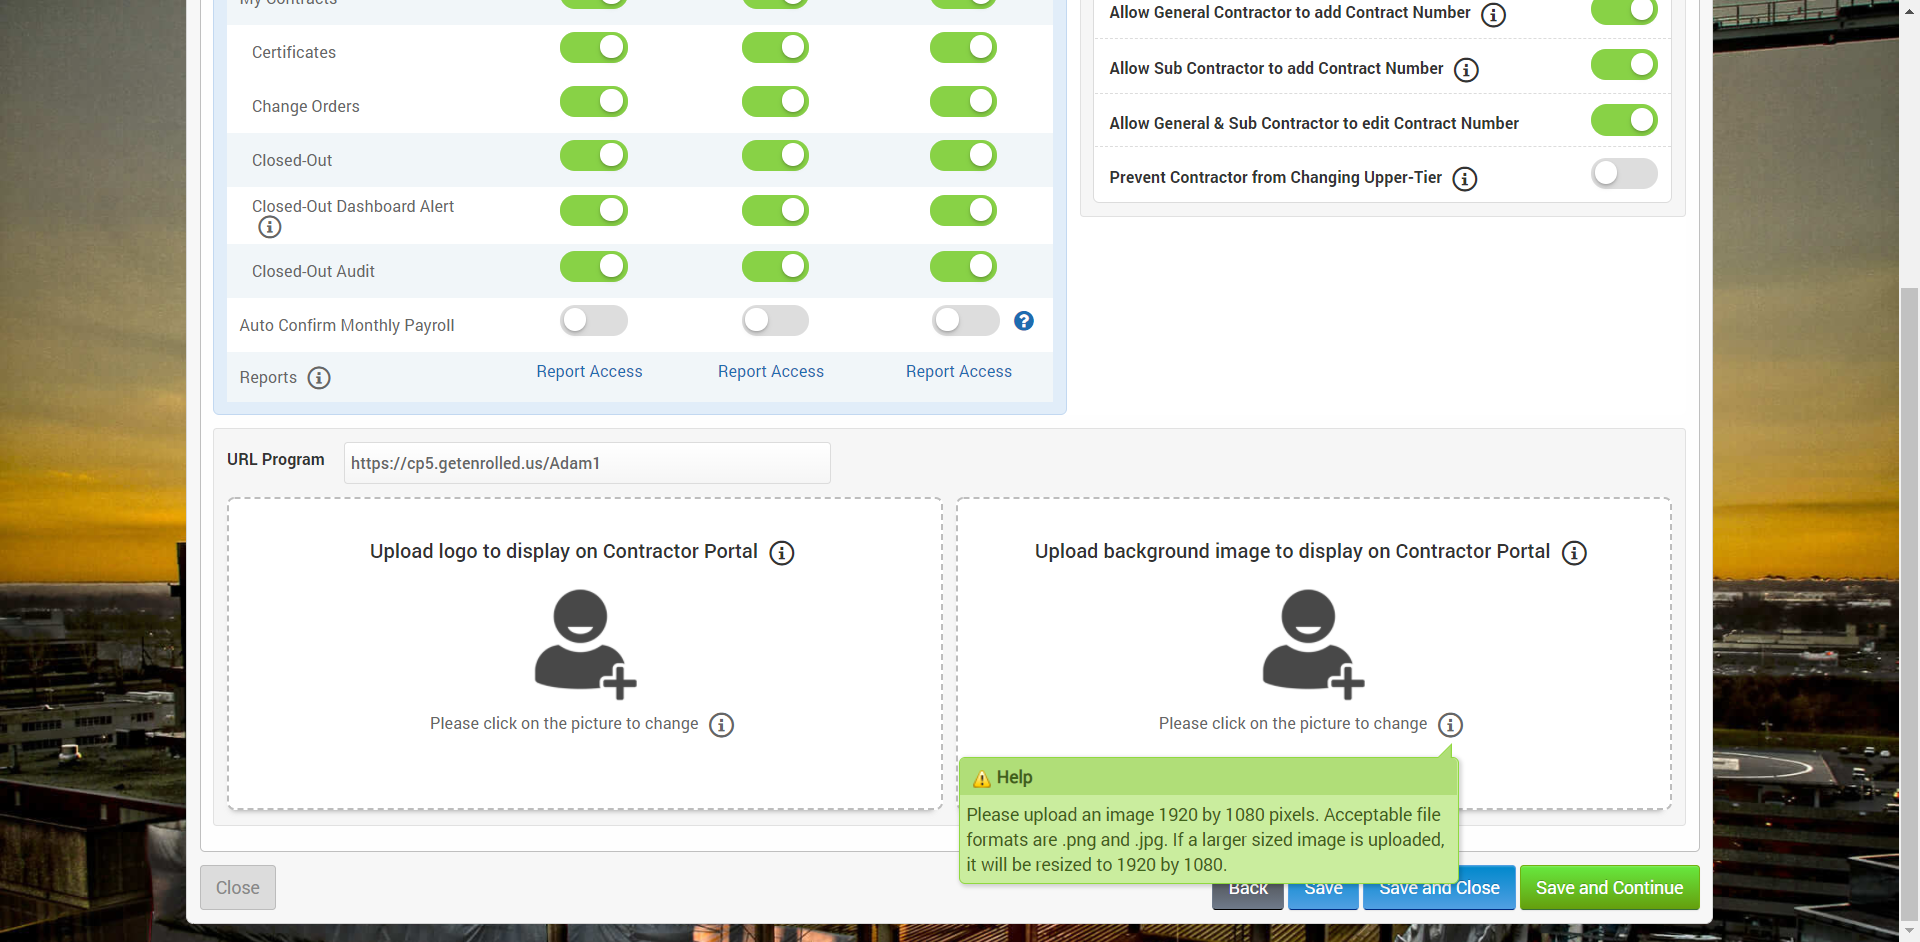 My Contracts
Certificates
Change Orders
Closed-Out
Closed-Out Dashboard Alert
Closed-Out Audit
Auto Confirm Monthly Payroll
Reports
Report Access
Report Access
Report Access
Allow General Contractor to add Contract Number
Allow Sub Contractor to add Contract Number
Allow General & Sub Contractor to edit Contract Number
Prevent Contractor from Changing Upper-Tier
URL Program
https://cp5.getenrolled.us/Adam1
Upload logo to display on Contractor Portal
Please click on the picture to change
Upload background image to display on Contractor Portal
Please click on the picture to change
Help
Please upload an image 1920 by 1080 pixels. Acceptable file
formats are .png and .jpg. If a larger sized image is uploaded,
it will be resized to 1920 by 1080.
Close
Back
Save
Save and Close
Save and Continue